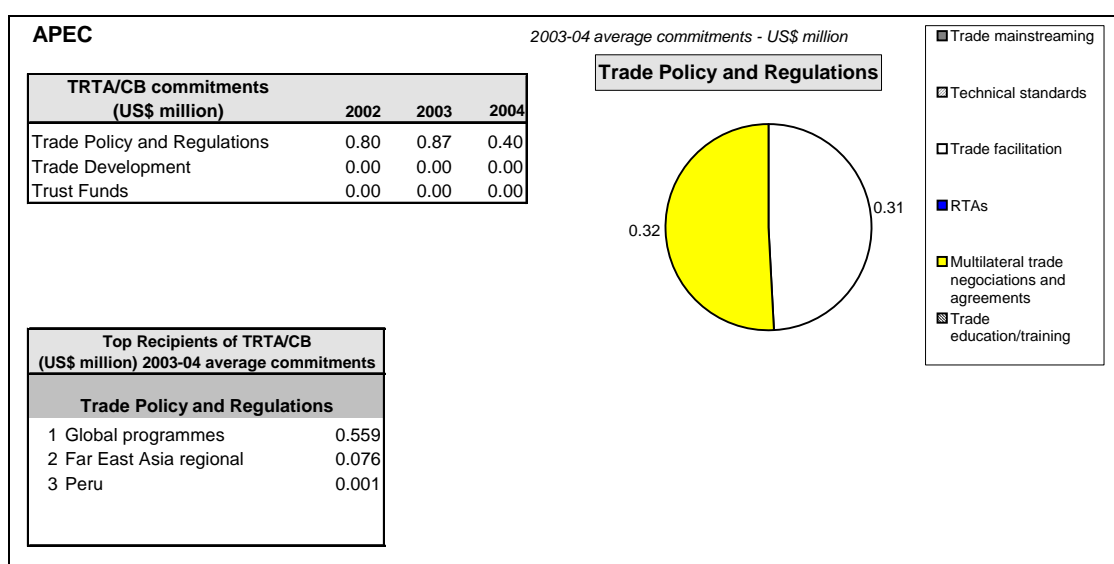 APEC
2003-04 average commitments - US$ million
TRTA/CB commitments
(US$ million) 2002 2003 2004
Trade Policy and Regulations 0.80 0.87 0.40
Trade Development 0.00 0.00 0.00
Trust Funds 0.00 0.00 0.00
Trade Policy and Regulations
0.32
0.31
Trade mainstreaming
Technical standards
Trade facilitation
RTAs
Multilateral trade
negociations and
agreements
Trade
education/training
Top Recipients of TRTA/CB
(US$ million) 2003-04 average commitments
Trade Policy and Regulations
1 Global programmes 0.559
2 Far East Asia regional 0.076
3 Peru 0.001